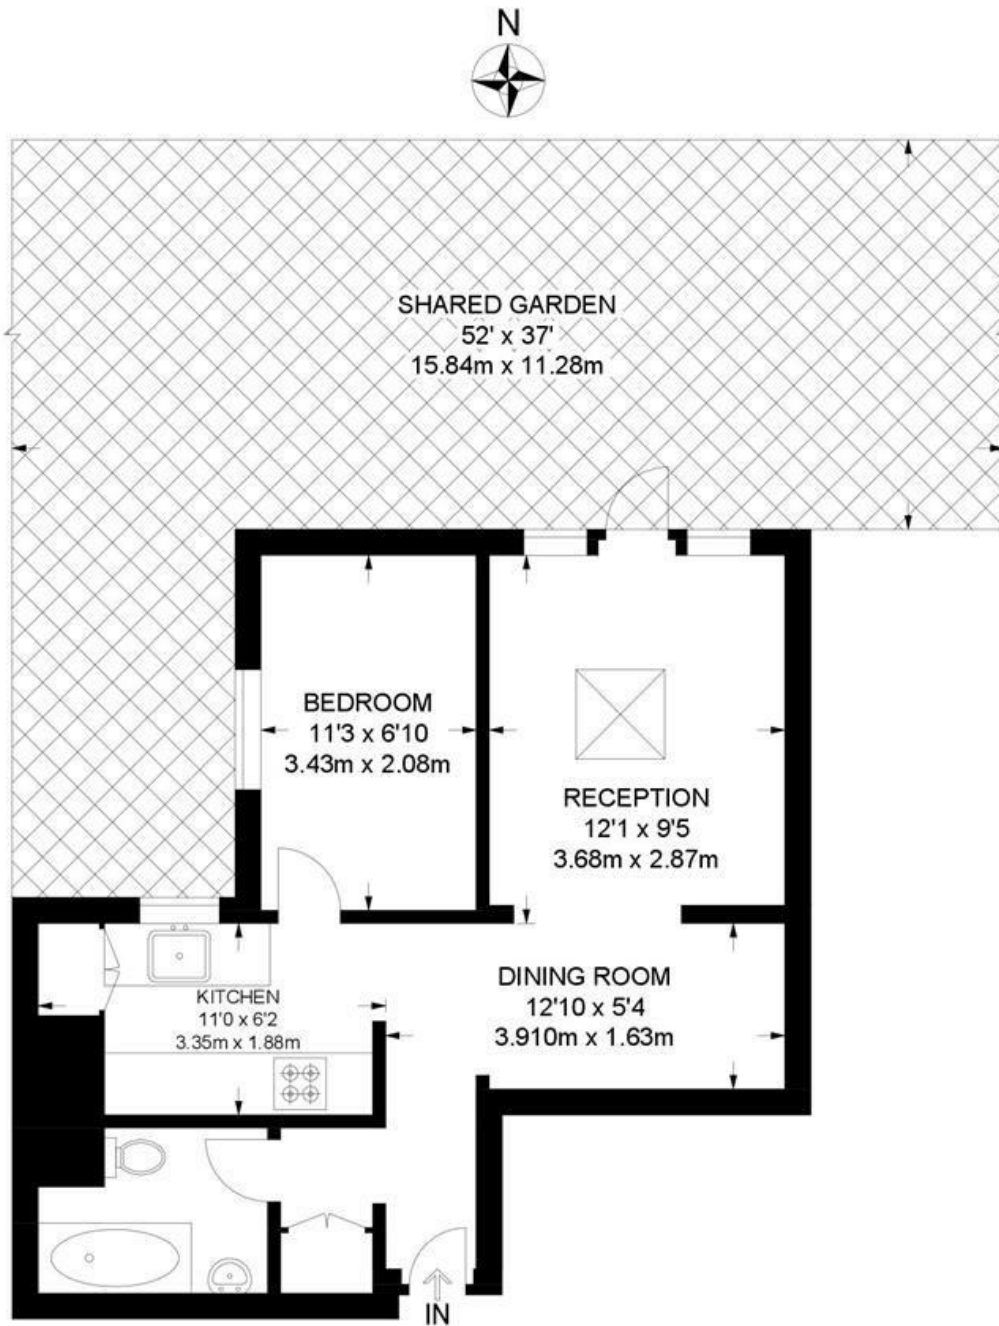 N
SHARED GARDEN
52' x 37'
15.84m x 11.28m
BEDROOM
11'3 x 6'10
3.43m x 2.08m
RECEPTION
12'1 x 9'5
3.68m x 2.87m
KITCHEN
11'0 x 6'2
3.35m x 1.88m
DINING ROOM
12'10 x 5'4
3.910m x 1.63m
IN